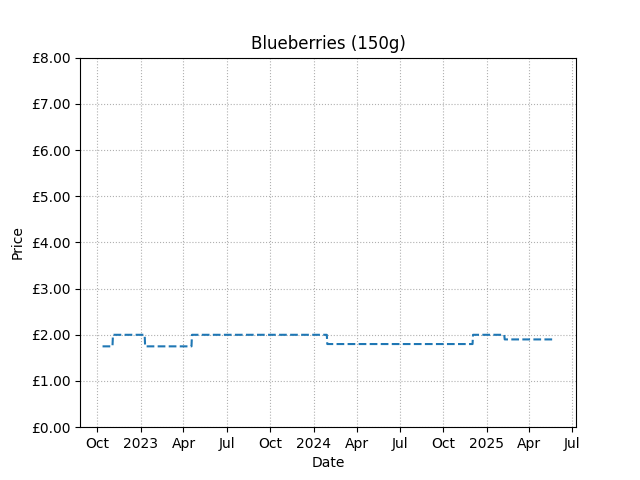 Blueberries (150g)
£8.00
£7.00
£6.00
£5.00
£4.00
£3.00
£2.00
£1.00
£0.00
Price
Oct 2023 Apr Jul Oct 2024 Apr Jul Oct 2025 Apr Jul
Date